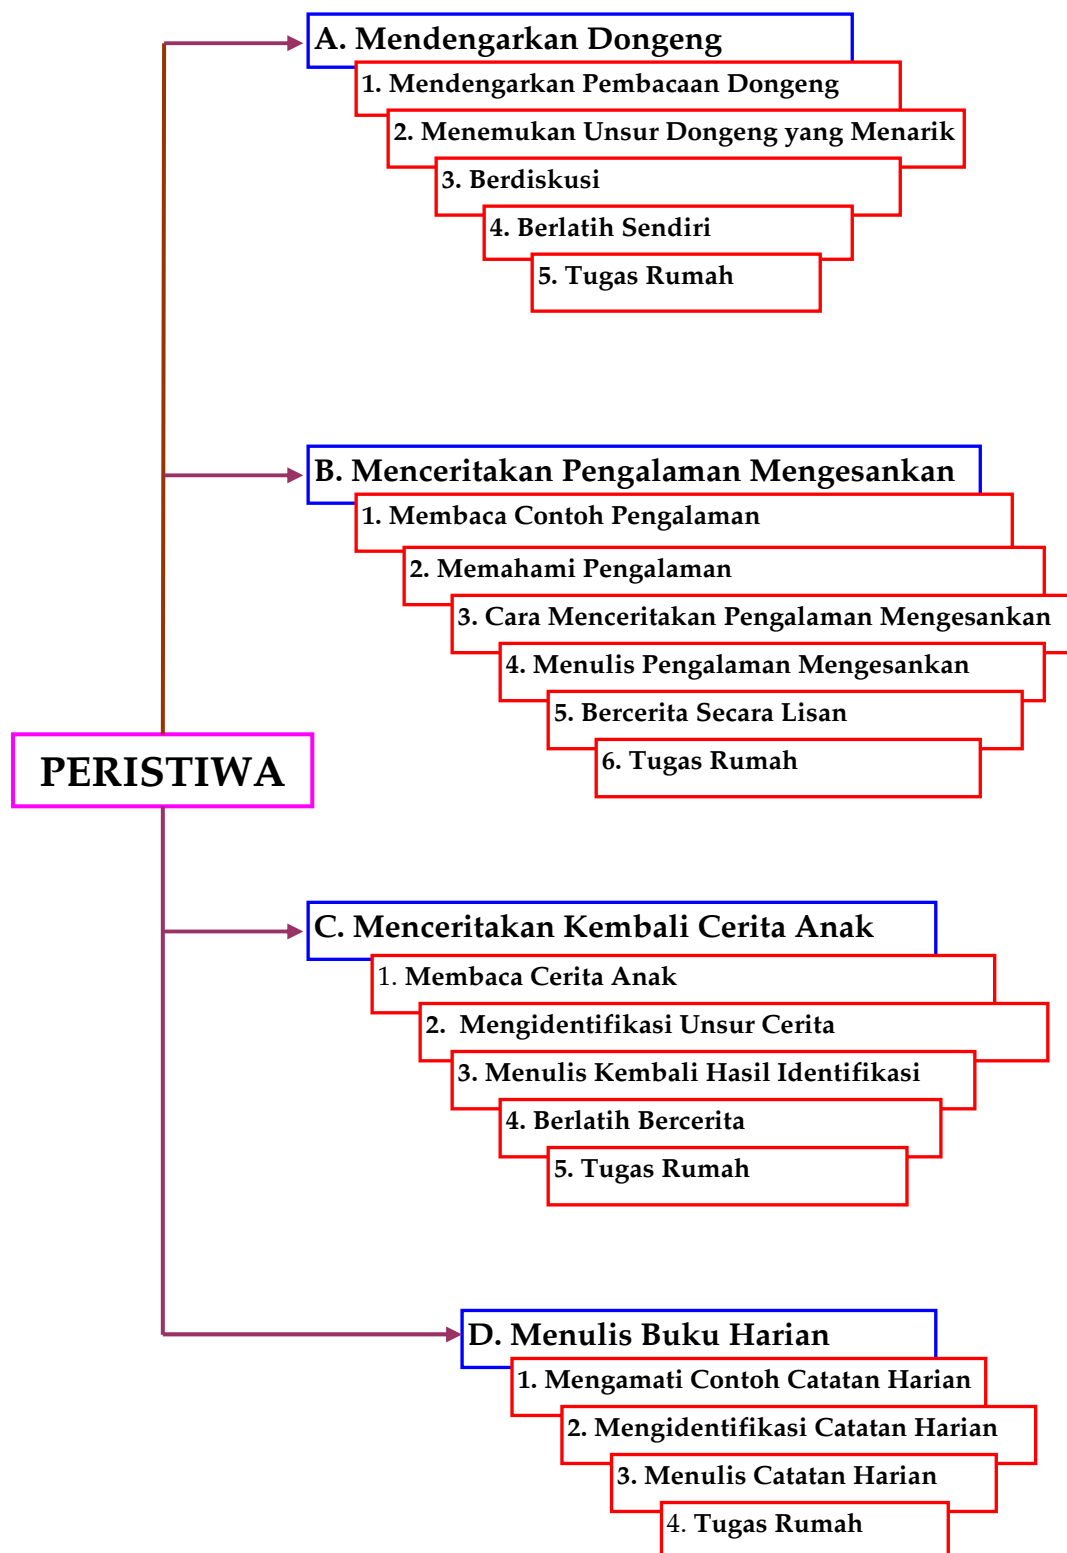 A. Mendengarkan Dongeng
1. Mendengarkan Pembacaan Dongeng
2. Menemukan Unsur Dongeng yang Menarik
3. Berdiskusi
4. Berlatih Sendiri
5. Tugas Rumah
B. Menceritakan Pengalaman Mengesankan
1. Membaca Contoh Pengalaman
2. Memahami Pengalaman
3. Cara Menceritakan Pengalaman Mengesankan
4. Menulis Pengalaman Mengesankan
5. Bercerita Secara Lisan
6. Tugas Rumah
PERISTIWA
C. Menceritakan Kembali Cerita Anak
1. Membaca Cerita Anak
2. Mengidentifikasi Unsur Cerita
3. Menulis Kembali Hasil Identifikasi
4. Berlatih Bercerita
5. Tugas Rumah
D. Menulis Buku Harian
1. Mengamati Contoh Catatan Harian
2. Mengidentifikasi Catatan Harian
3. Menulis Catatan Harian
4. Tugas Rumah